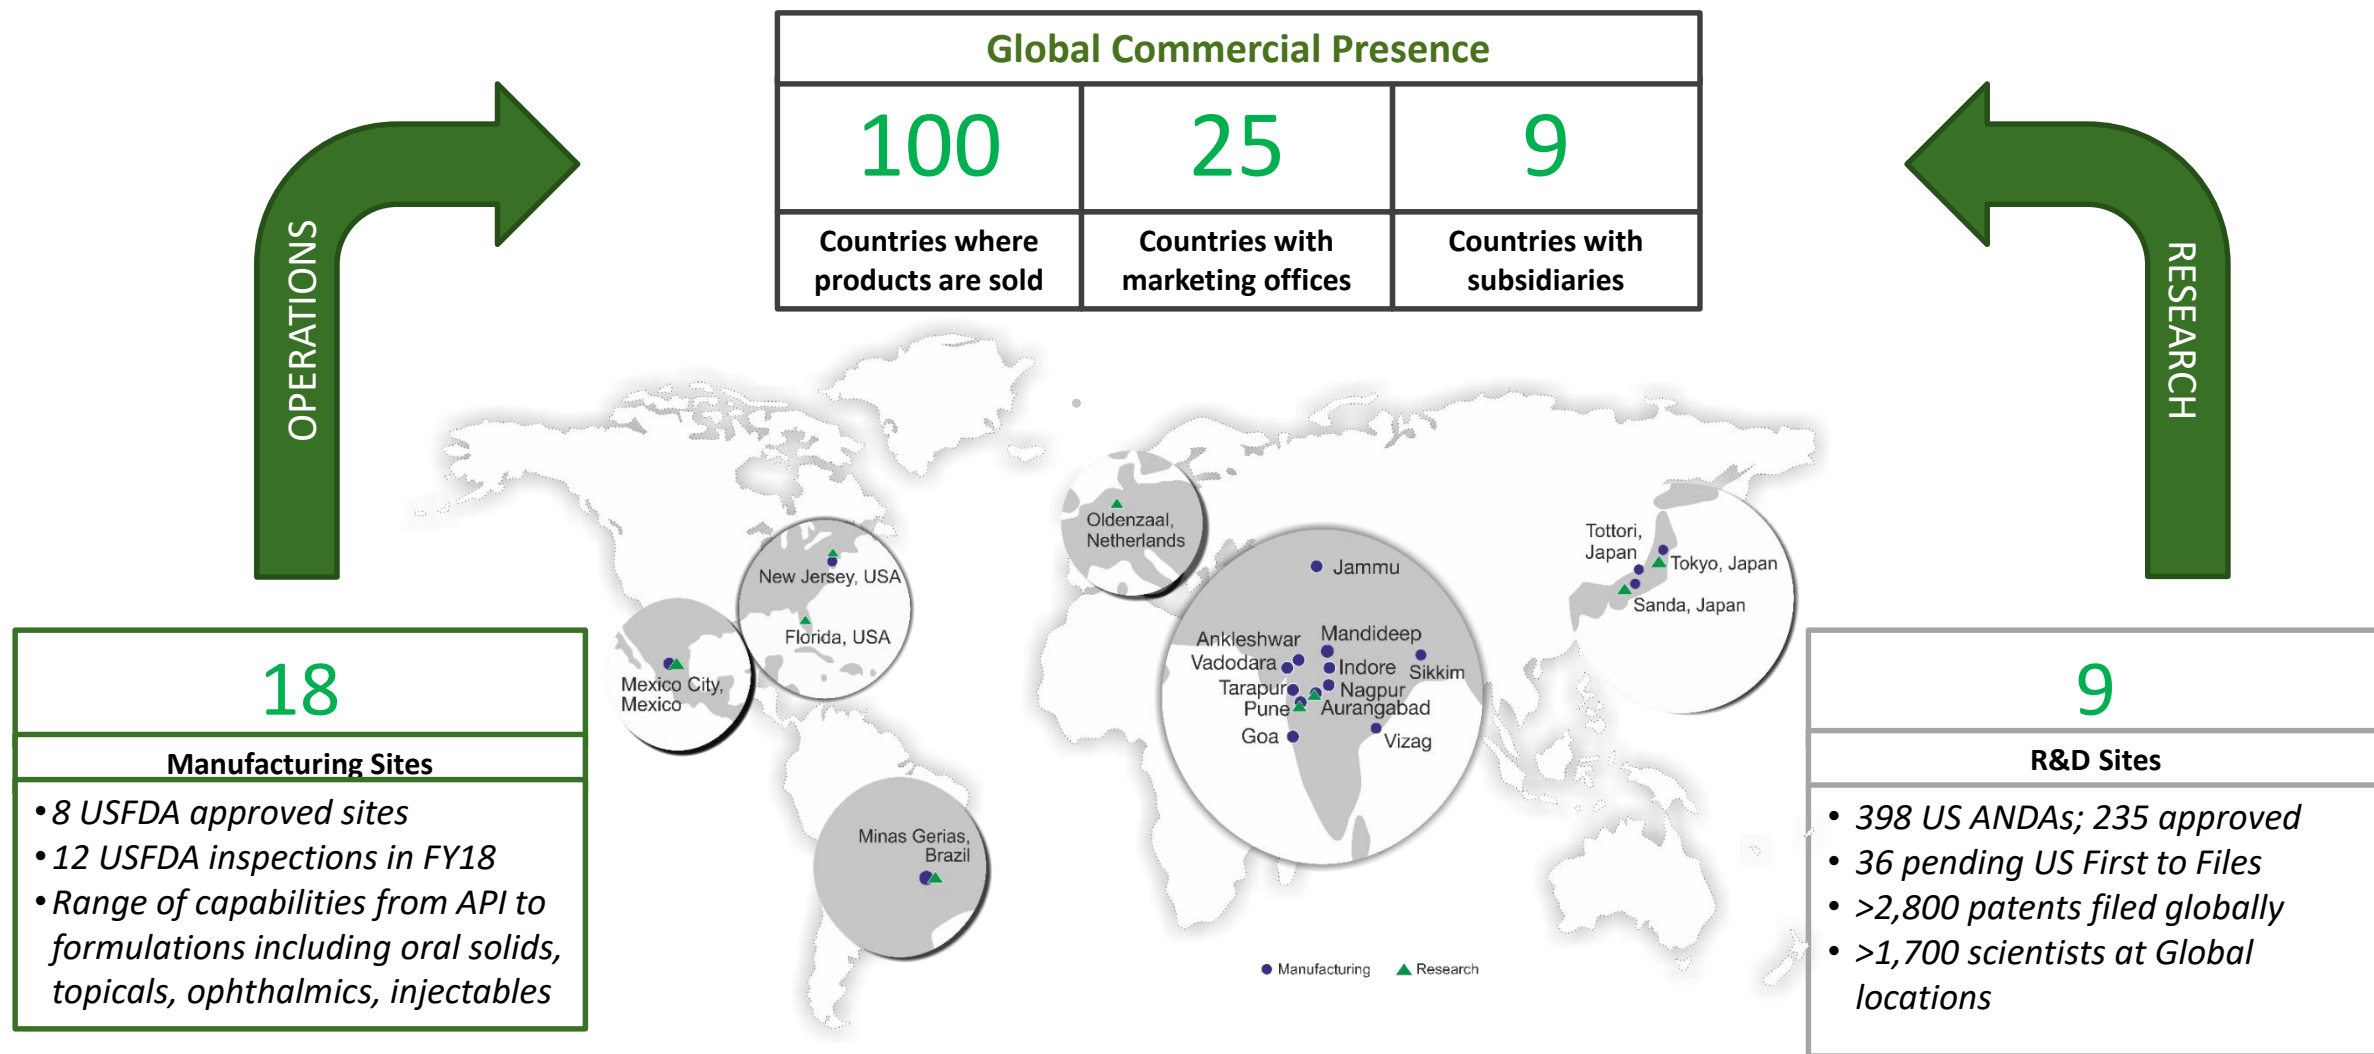 Global Commercial Presence
100
25
9
Countries where
products are sold
Countries with
marketing offices
Countries with
subsidiaries
OPERATIONS
RESEARCH
18
Manufacturing Sites
• 8 USFDA approved sites
• 12 USFDA inspections in FY18
• Range of capabilities from API to
formulations including oral solids,
topicals, ophthalmics, injectables
New Jersey, USA
Florida, USA
Mexico City,
Mexico
Minas Gerias,
Brazil
Oldenzaal,
Netherlands
Jammu
Ankleshwar
Mandideep
Vadodara
Indore
Sikkim
Tarapur
Nagpur
Pune
Aurangabad
Goa
Vizag
Tottori,
Japan
Tokyo, Japan
Sanda, Japan
Manufacturing
Research
9
R&D Sites
• 398 US ANDAs; 235 approved
• 36 pending US First to Files
• >2,800 patents filed globally
• >1,700 scientists at Global
locations